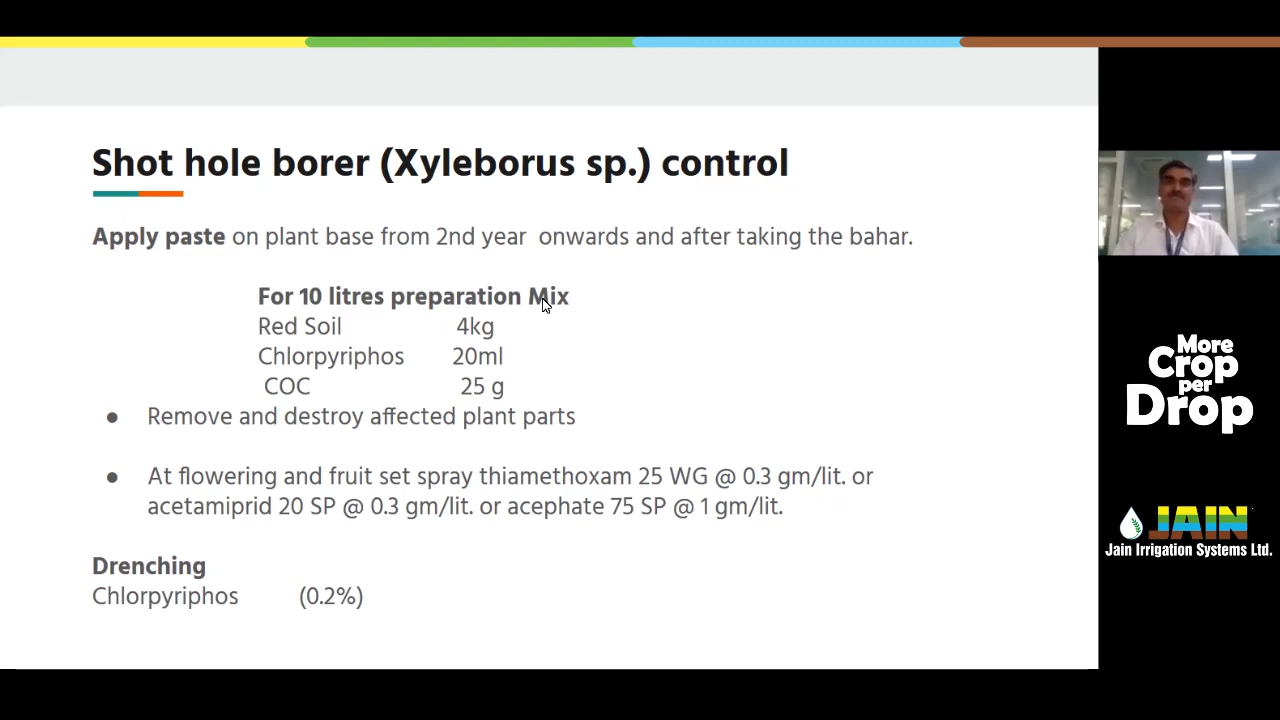 Shot hole borer (Xyleborus sp.) control
Apply paste on plant base from 2nd year onwards and after taking the bahar.
For 10 litres preparation Mix
Red Soil 4kg
Chlorpyriphos 20ml
COC 25 g
● Remove and destroy affected plant parts
● At flowering and fruit set spray thiamethoxam 25 WG @ 0.3 gm/lit. or
acetamiprid 20 SP @ 0.3 gm/lit. or acephate 75 SP @ 1 gm/lit.
Drenching
Chlorpyriphos (0.2%)
More
Crop
per
Drop
JAIN
Jain Irrigation Systems Ltd.